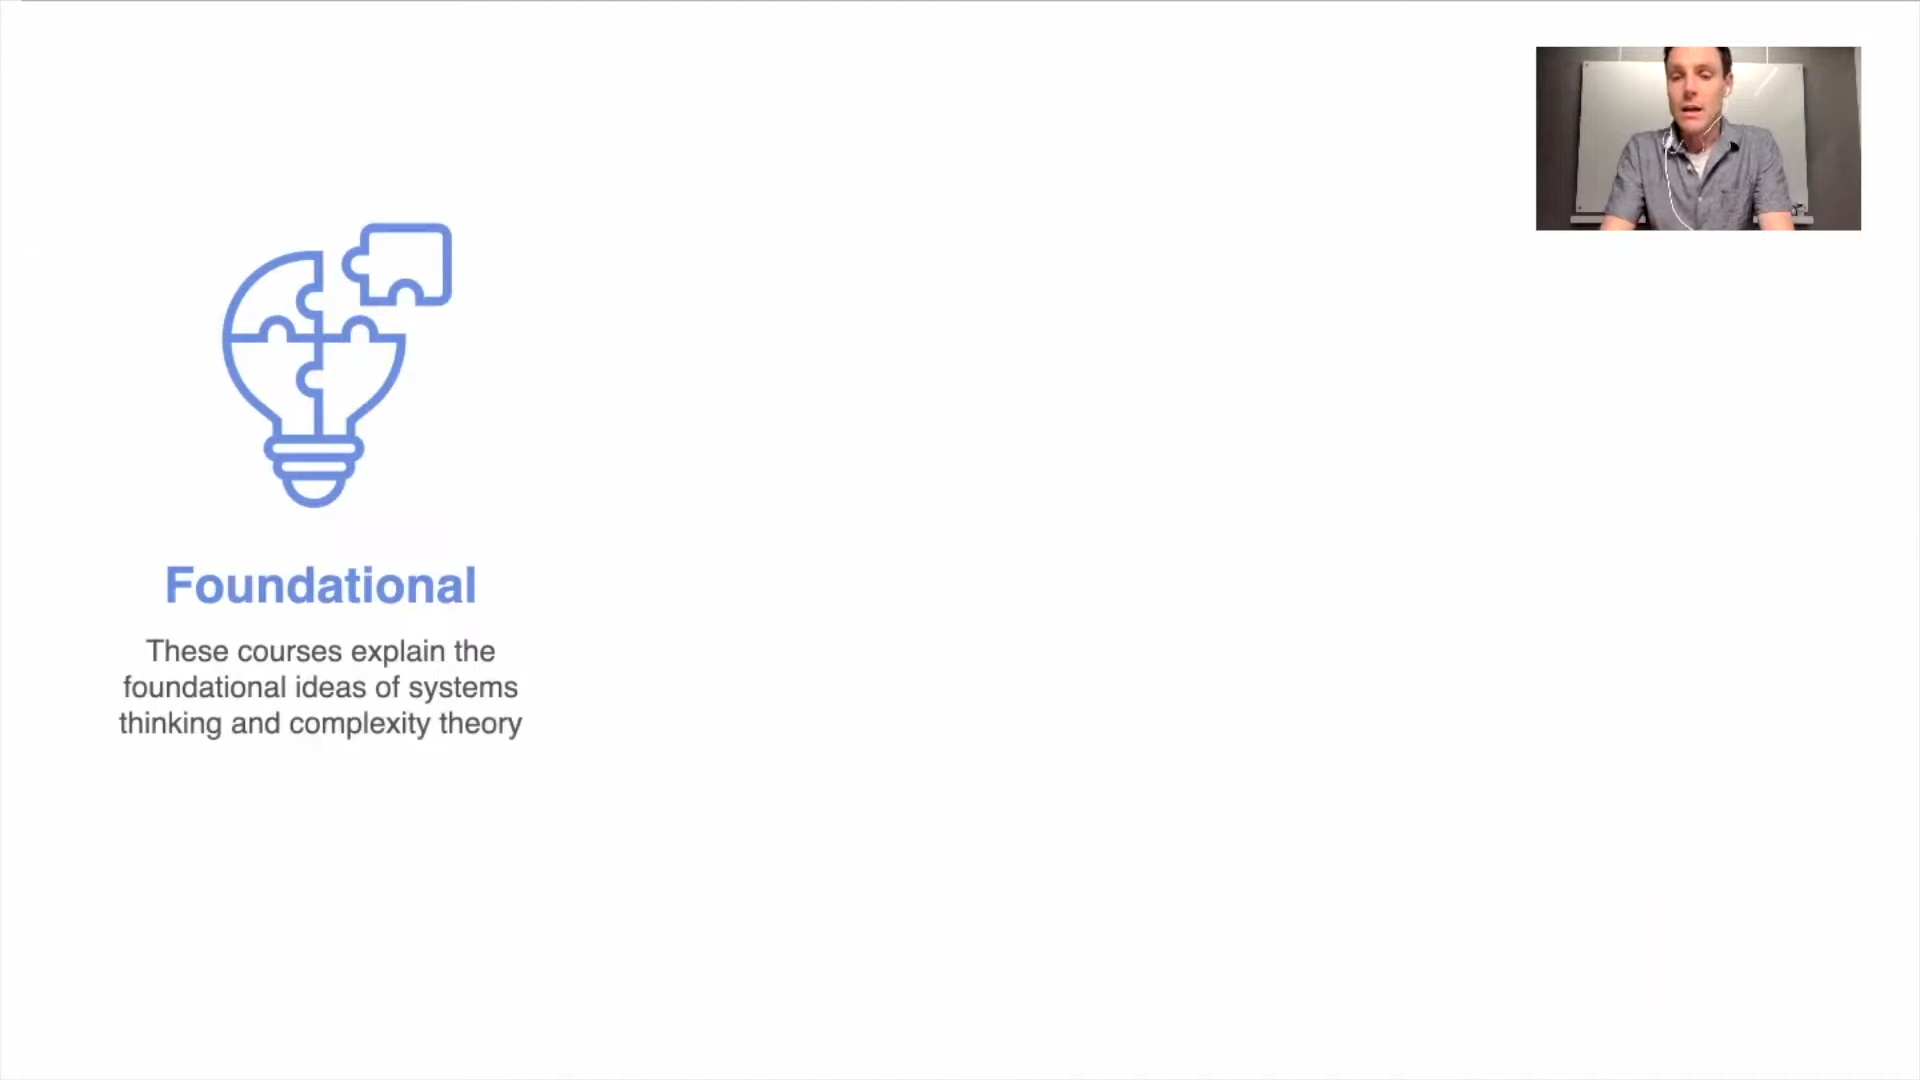 Foundational
These courses explain the
foundational ideas of systems
thinking and complexity theory